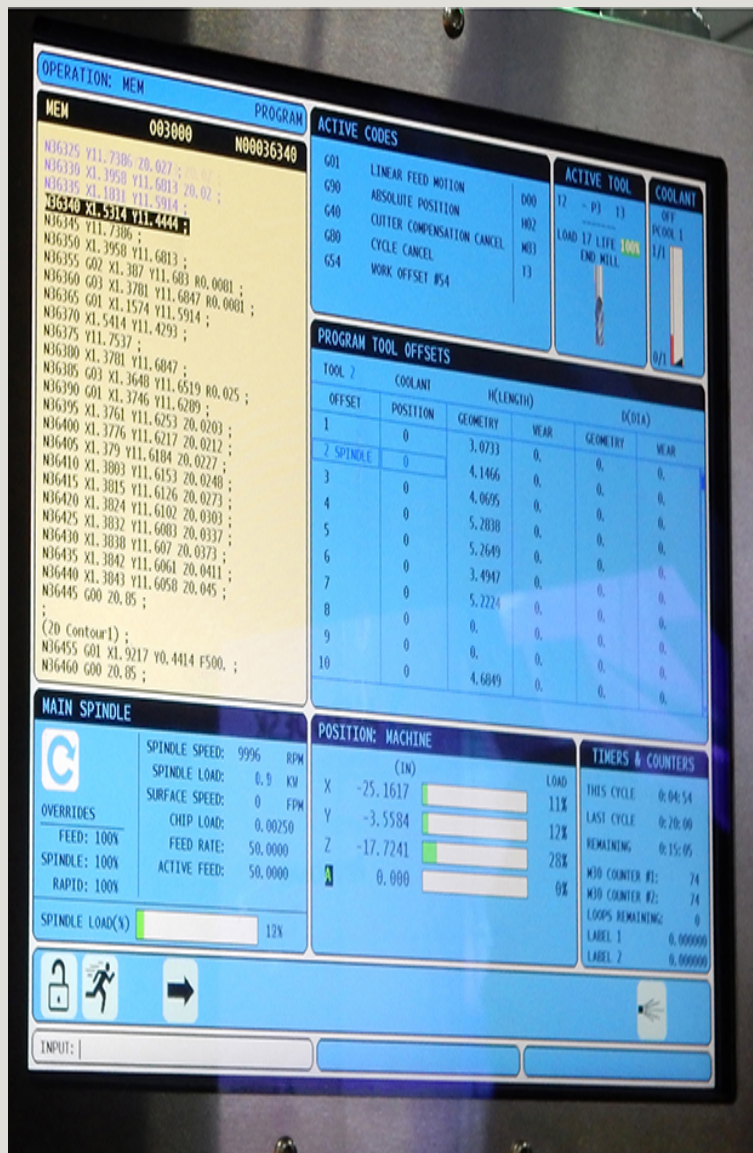 OPERATION: MEM
PROGRAM
MEM O03000 N00036340
N36325 Y11.7386 Z0.027 ;
N36330 X1.3958 Y11.6813 Z0.02 ;
N36335 X1.1831 Y11.5914 ;
N36340 X1.5314 Y11.4444 ;
N36345 Y11.7386 ;
N36350 X1.3958 Y11.6813 ;
N36355 G02 X1.387 Y11.683 R0.0081 ;
N36360 G03 X1.3781 Y11.6847 R0.0081 ;
N36365 G01 X1.1574 Y11.5914 ;
N36370 X1.5414 Y11.4293 ;
N36375 Y11.7537 ;
N36380 X1.3781 Y11.6847 ;
N36385 G03 X1.3648 Y11.6519 R0.025 ;
N36390 G01 X1.3746 Y11.6289 ;
N36395 X1.3761 Y11.6253 Z0.0203 ;
N36400 X1.3776 Y11.6217 Z0.0212 ;
N36405 X1.379 Y11.6184 Z0.0227 ;
N36410 X1.3803 Y11.6153 Z0.0248 ;
N36415 X1.3815 Y11.6126 Z0.0273 ;
N36420 X1.3824 Y11.6102 Z0.0303 ;
N36425 X1.3832 Y11.6083 Z0.0337 ;
N36430 X1.3838 Y11.607 Z0.0373 ;
N36435 X1.3842 Y11.6061 Z0.0411 ;
N36440 X1.3843 Y11.6058 Z0.045 ;
N36445 G00 Z0.85 ;
;
(2D Contour1) ;
N36455 G01 X1.9217 Y0.4414 F500. ;
N36460 G00 Z0.85 ;
ACTIVE CODES
G01 LINEAR FEED MOTION
G90 ABSOLUTE POSITION D00
G40 CUTTER COMPENSATION CANCEL H02
G80 CYCLE CANCEL M03
G54 WORK OFFSET #54 T3
ACTIVE TOOL
T2 - P3 T3
LOAD 17 LIFE 100%
END MILL
COOLANT
OFF
PCOOL 1
1/1
0/1
PROGRAM TOOL OFFSETS
TOOL 2 COOLANT H(LENGTH) D(DIA)
OFFSET POSITION GEOMETRY WEAR GEOMETRY WEAR
1 0 3.0733 0. 0. 0.
2 SPINDLE 0 4.1466 0. 0. 0.
3 0 4.0695 0. 0. 0.
4 0 5.2838 0. 0. 0.
5 0 5.2649 0. 0. 0.
6 0 3.4947 0. 0. 0.
7 0 5.2224 0. 0. 0.
8 0 0. 0. 0. 0.
9 0 0. 0. 0. 0.
10 0 4.6849 0. 0. 0.
MAIN SPINDLE
SPINDLE SPEED: 9996 RPM
SPINDLE LOAD: 0.9 KW
SURFACE SPEED: 0 FPM
CHIP LOAD: 0.00250
FEED RATE: 50.0000
ACTIVE FEED: 50.0000
OVERRIDES
FEED: 100%
SPINDLE: 100%
RAPID: 100%
SPINDLE LOAD(%) 12%
POSITION: MACHINE
(IN) LOAD
X -25.1617 11%
Y -3.5584 12%
Z -17.7241 28%
A 0.000 0%
TIMERS & COUNTERS
THIS CYCLE 0:04:54
LAST CYCLE 0:20:00
REMAINING 0:15:05
M30 COUNTER #1: 74
M30 COUNTER #2: 74
LOOPS REMAINING: 0
LABEL 1 0.000000
LABEL 2 0.000000
INPUT: